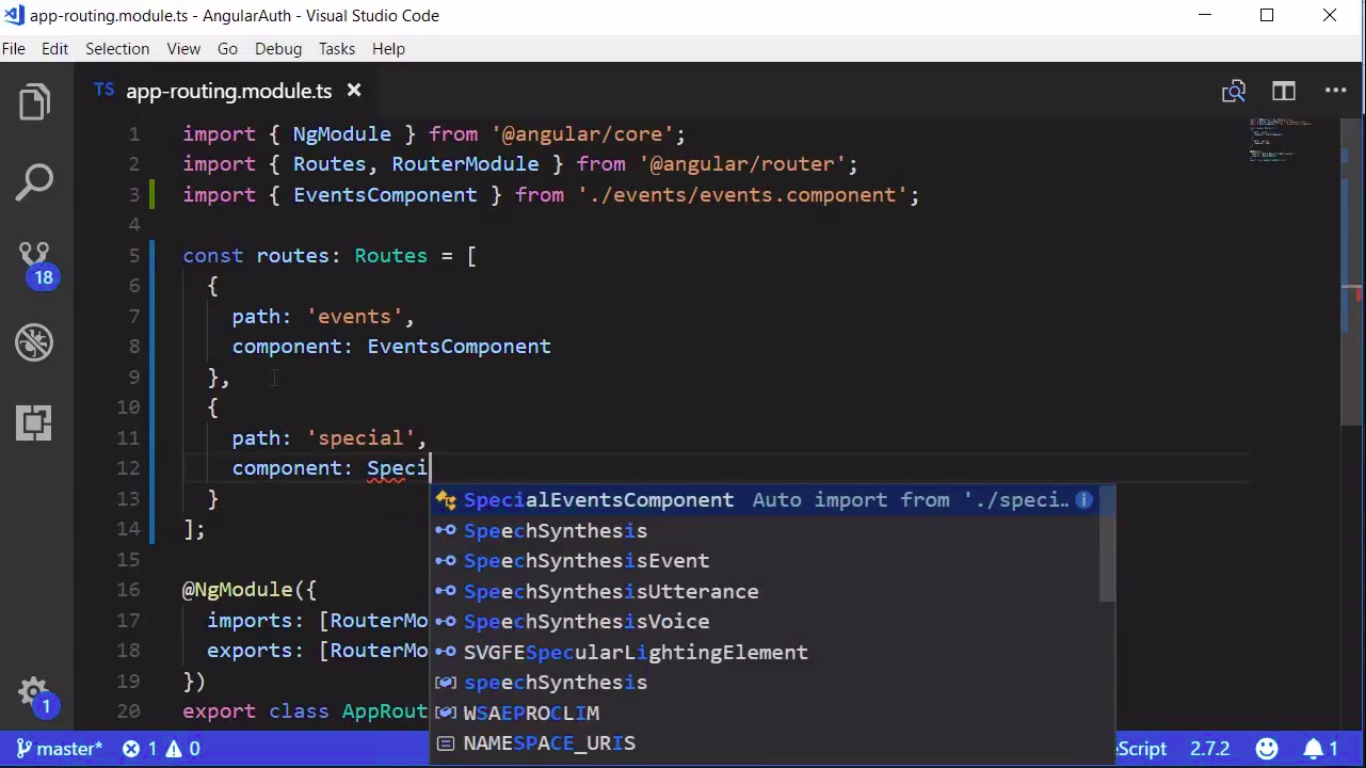 app-routing.module.ts - AngularAuth - Visual Studio Code
File Edit Selection View Go Debug Tasks Help
TS app-routing.module.ts
1 import { NgModule } from '@angular/core';
2 import { Routes, RouterModule } from '@angular/router';
3 import { EventsComponent } from './events/events.component';
4
5 const routes: Routes = [
6 {
7 path: 'events',
8 component: EventsComponent
9 },
10 {
11 path: 'special',
12 component: Speci
13 }
14 ];
15
16 @NgModule({
17 imports: [RouterMo
18 exports: [RouterMo
19 })
20 export class AppRout
SpecialEventsComponent Auto import from './speci…
SpeechSynthesis
SpeechSynthesisEvent
SpeechSynthesisUtterance
SpeechSynthesisVoice
SVGFESpecularLightingElement
speechSynthesis
WSAEPROCLIM
NAMESPACE_URIS
18
1
master* 1 0 eScript 2.7.2 1